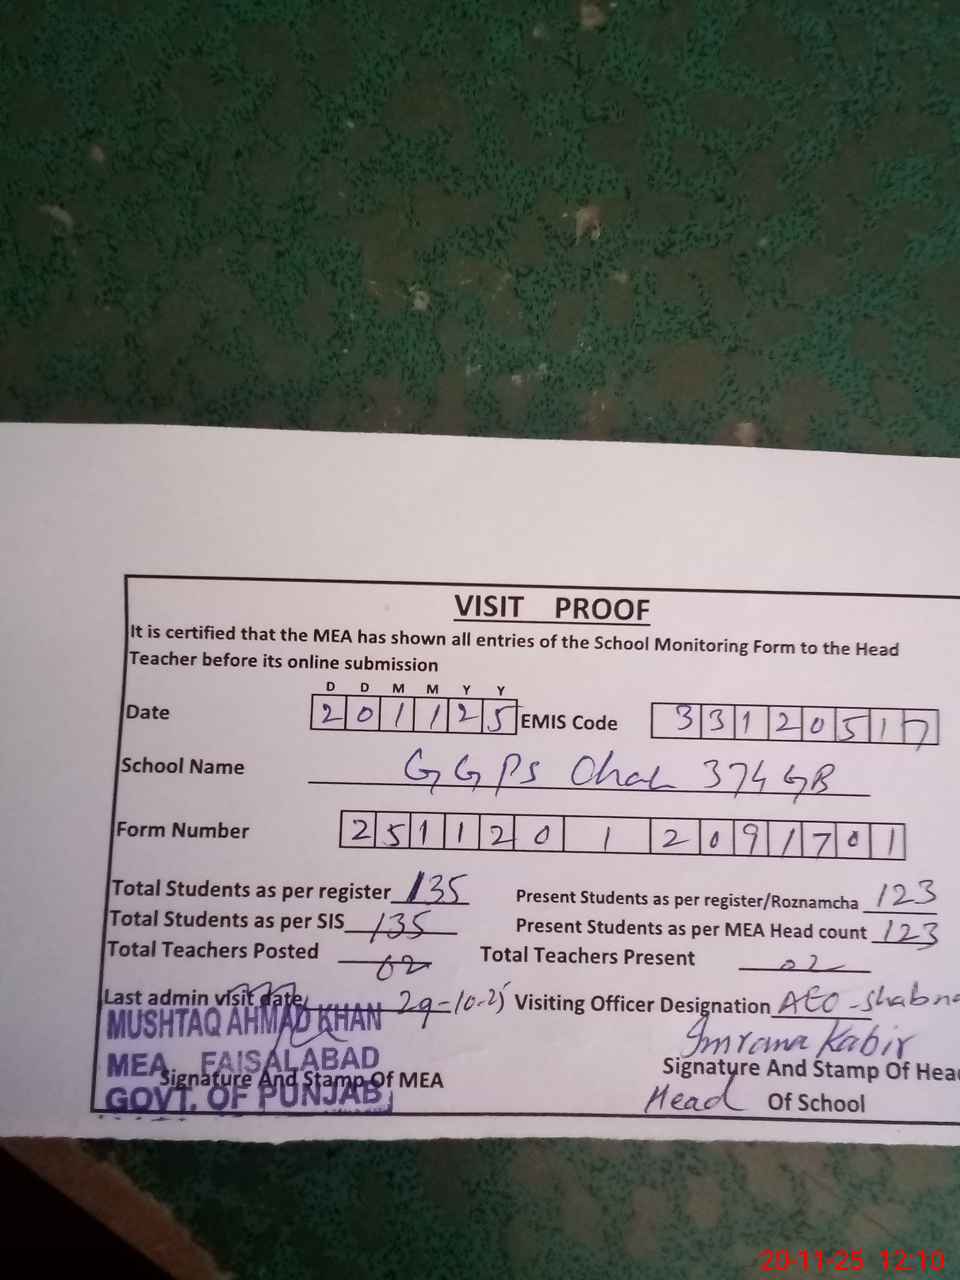 VISIT PROOF
It is certified that the MEA has shown all entries of the School Monitoring Form to the Head
Teacher before its online submission
D D M M Y Y
Date 2 0 1 1 2 5 EMIS Code 3 3 1 2 0 5 1 7
School Name GGPS Chak 374 GB
Form Number 2 5 1 1 2 0 1 2 0 9 1 7 0 1
Total Students as per register 135 Present Students as per register/Roznamcha 123
Total Students as per SIS 135 Present Students as per MEA Head count 123
Total Teachers Posted 02 Total Teachers Present 02
Last admin visit date 29-10-25 Visiting Officer Designation AEO-Shabna
MUSHTAQ AHMAD KHAN
Imrana Kabir
MEA, FAISALABAD
Signature And Stamp Of MEA Signature And Stamp Of Head
GOVT. OF PUNJAB
Head Of School
20-11-25 12:10